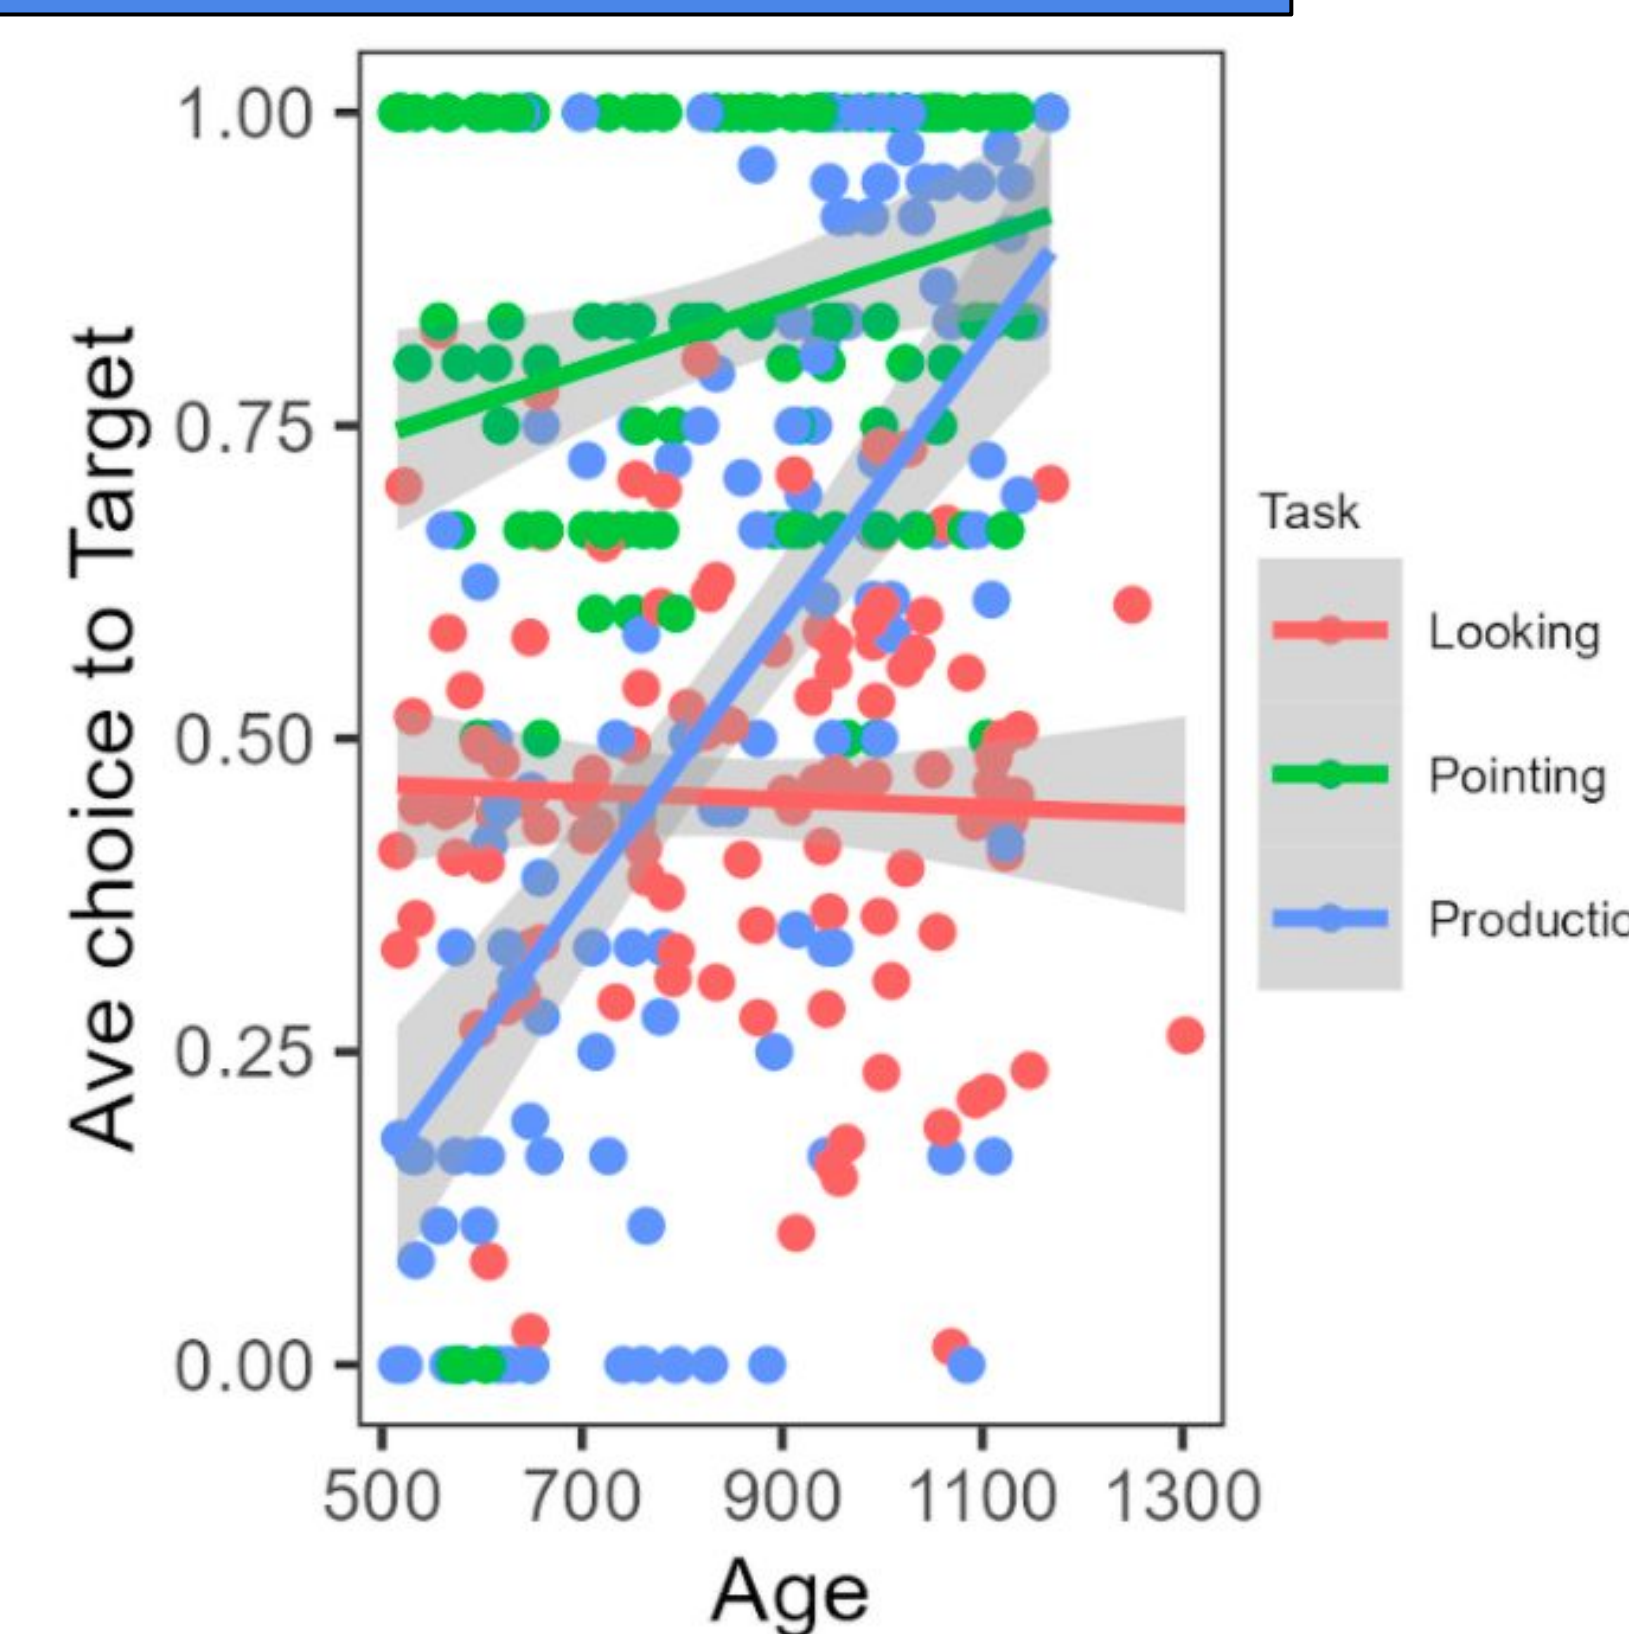 1.00
0.75
0.50
0.25
0.00
Ave choice to Target
500 700 900 1100 1300
Age
Task
Looking
Pointing
Productio